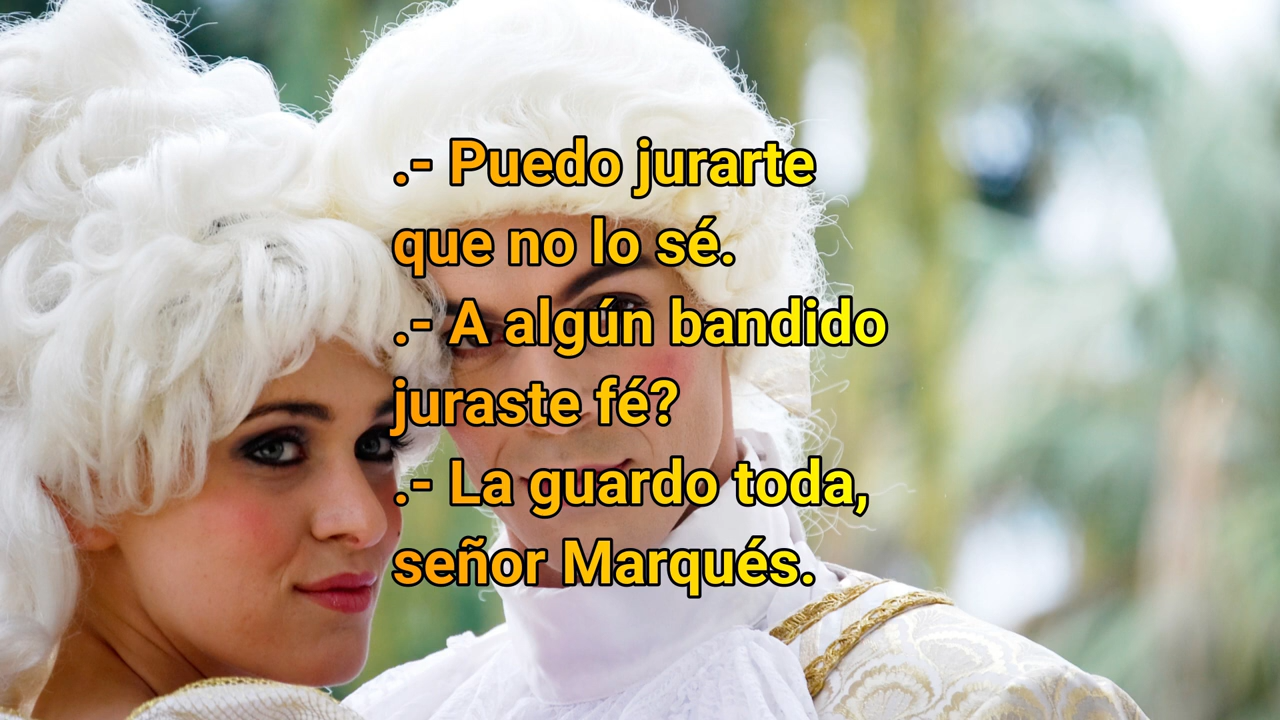 .- Puedo jurarte
que no lo sé.
.- A algún bandido
juraste fé?
.- La guardo toda,
señor Marqués.